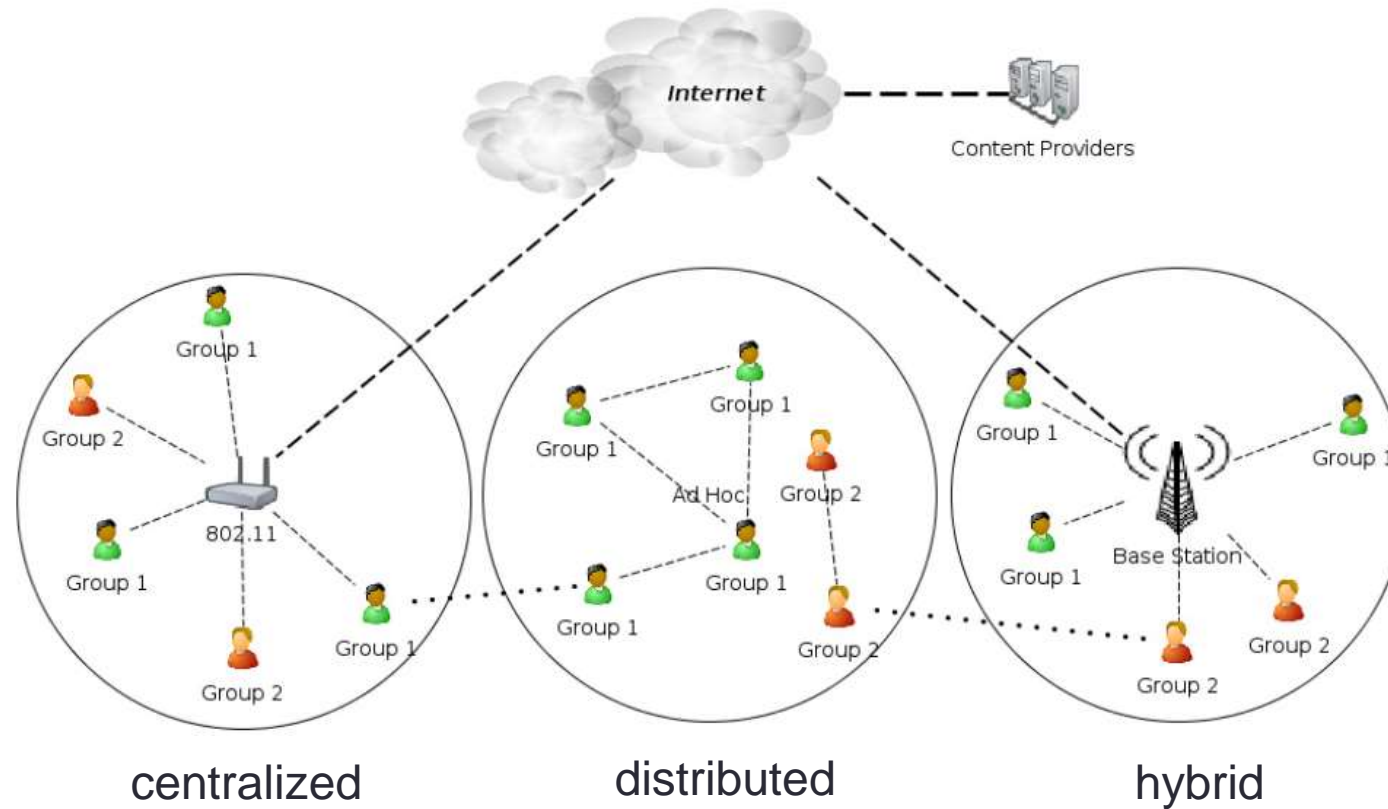 Internet
Content Providers
Group 1
Group 2
802.11
Group 1
Group 1
Group 2
Group 1
Group 1
Group 2
Ad Hoc
Group 1
Group 1
Group 2
Group 1
Group 1
Group 1
Base Station
Group 2
Group 2
centralized
distributed
hybrid